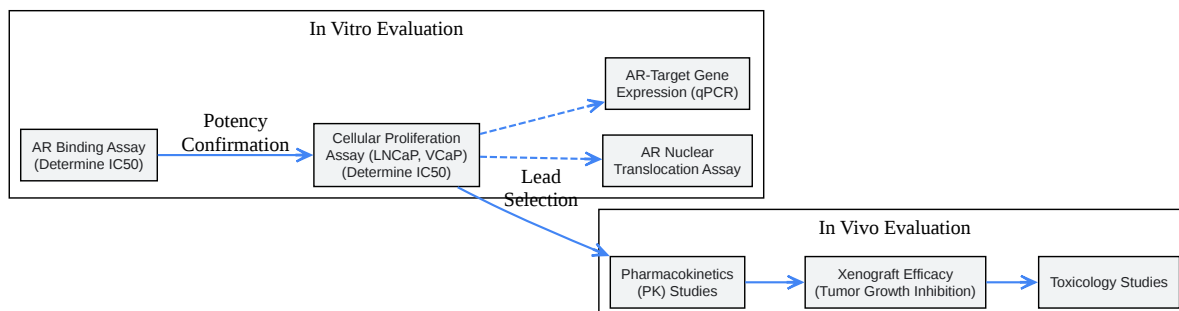 In Vitro Evaluation
AR-Target Gene
Expression (qPCR)
Potency
Confirmation
AR Binding Assay
(Determine IC50)
Cellular Proliferation
Assay (LNCaP, VCaP)
(Determine IC50)
AR Nuclear
Translocation Assay
Lead
Selection
In Vivo Evaluation
Pharmacokinetics
(PK) Studies
Xenograft Efficacy
(Tumor Growth Inhibition)
Toxicology Studies